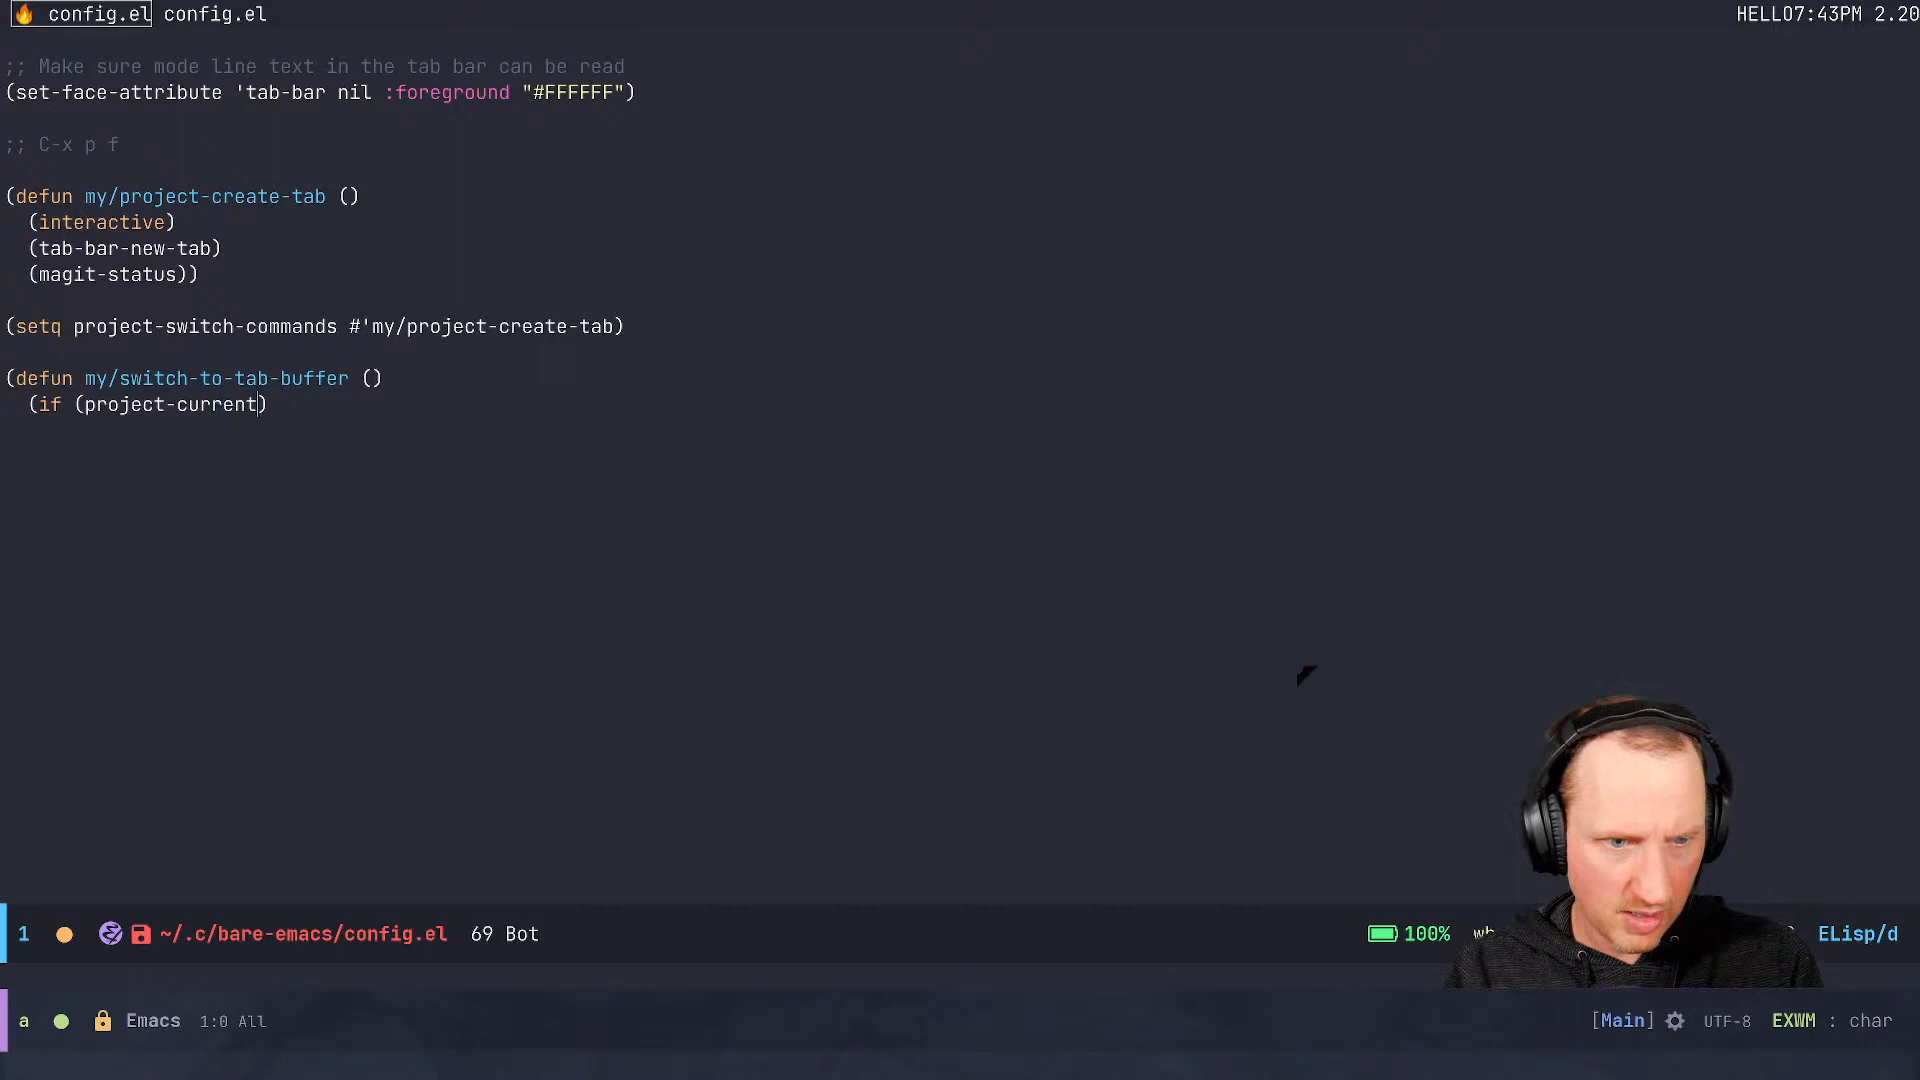 config.el config.el HELLO7:43PM 2.20
;; Make sure mode line text in the tab bar can be read
(set-face-attribute 'tab-bar nil :foreground "#FFFFFF")
;; C-x p f
(defun my/project-create-tab ()
(interactive)
(tab-bar-new-tab)
(magit-status))
(setq project-switch-commands #'my/project-create-tab)
(defun my/switch-to-tab-buffer ()
(if (project-current)
1 ~/.c/bare-emacs/config.el 69 Bot 100% ELisp/d
a Emacs 1:0 All [Main] UTF-8 EXWM : char